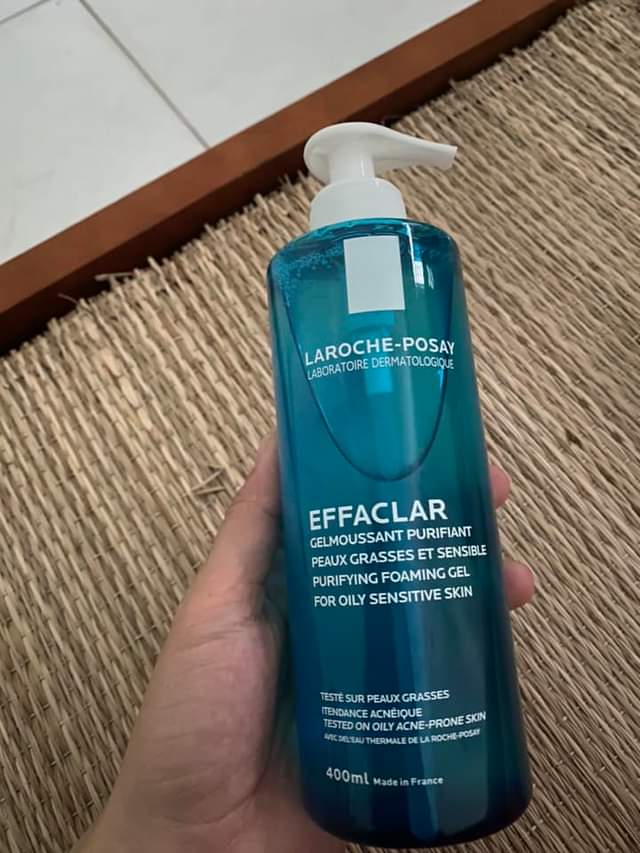 LAROCHE-POSAY
LABORATOIRE DERMATOLOGIQUE
EFFACLAR
GELMOUSSANT PURIFIANT
PEAUX GRASSES ET SENSIBLE
PURIFYING FOAMING GEL
FOR OILY SENSITIVE SKIN
TESTÉ SUR PEAUX GRASSES
TENDANCE ACNÉIQUE
TESTED ON OILY ACNE-PRONE SKIN
AVEC DEL'EAU THERMALE DE LA ROCHE-POSAY
400ml Made in France